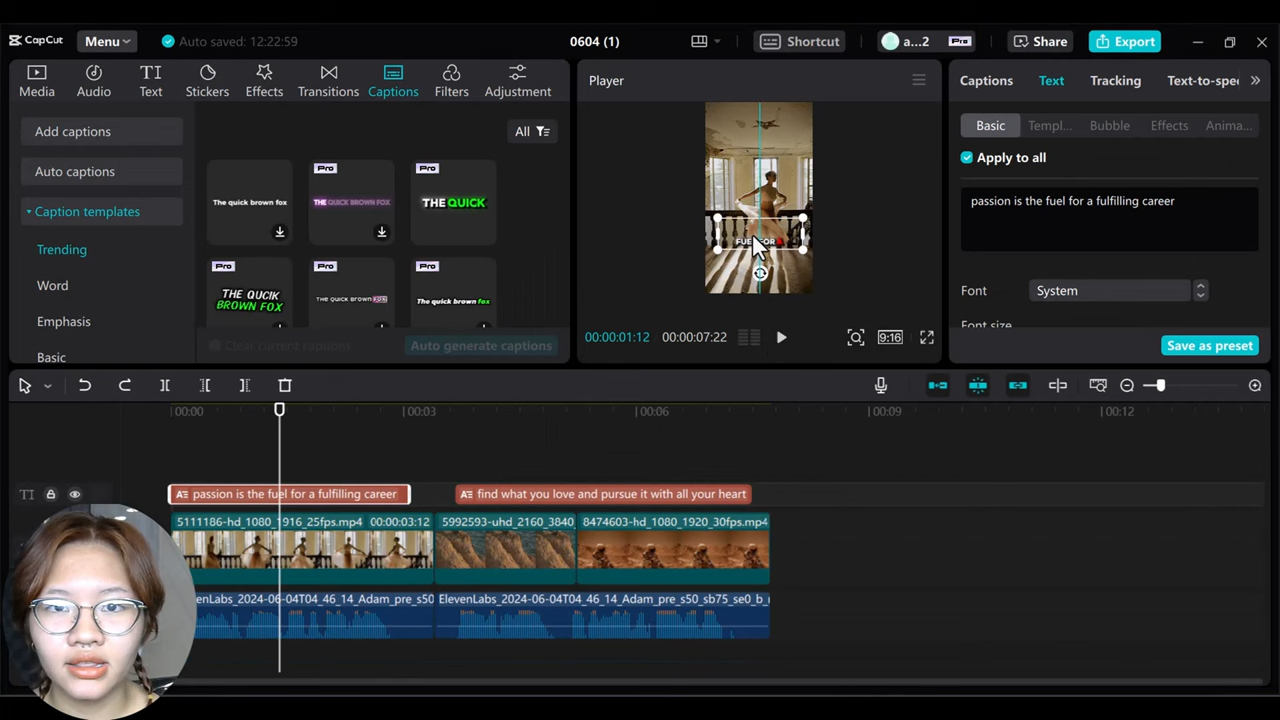 CapCut
Menu
Auto saved: 12:22:59
0604 (1)
Shortcut
a...2
Pro
Share
Export
Media
Audio
Text
Stickers
Effects
Transitions
Captions
Filters
Adjustment
Player
Captions
Text
Tracking
Text-to-spee
Add captions
Auto captions
Caption templates
Trending
Word
Emphasis
Basic
All
The quick brown fox
Pro
THE QUICK BROWN FOX
Pro
THE QUICK
Pro
THE QUCIK
BROWN FOX
Pro
The quick brown fox
Pro
The quick brown fox
Clear current captions
Auto generate captions
00:00:01:12
00:00:07:22
9:16
Basic
Templ...
Bubble
Effects
Anima...
Apply to all
passion is the fuel for a fulfilling career
Font
System
Font size
Save as preset
00:00
00:03
00:06
00:09
00:12
TI
passion is the fuel for a fulfilling career
find what you love and pursue it with all your heart
5111186-hd_1080_1916_25fps.mp4 00:00:03:12
5992593-uhd_2160_3840
8474603-hd_1080_1920_30fps.mp4
enLabs_2024-06-04T04_46_14_Adam_pre_s50
ElevenLabs_2024-06-04T04_46_14_Adam_pre_s50_sb75_se0_b_